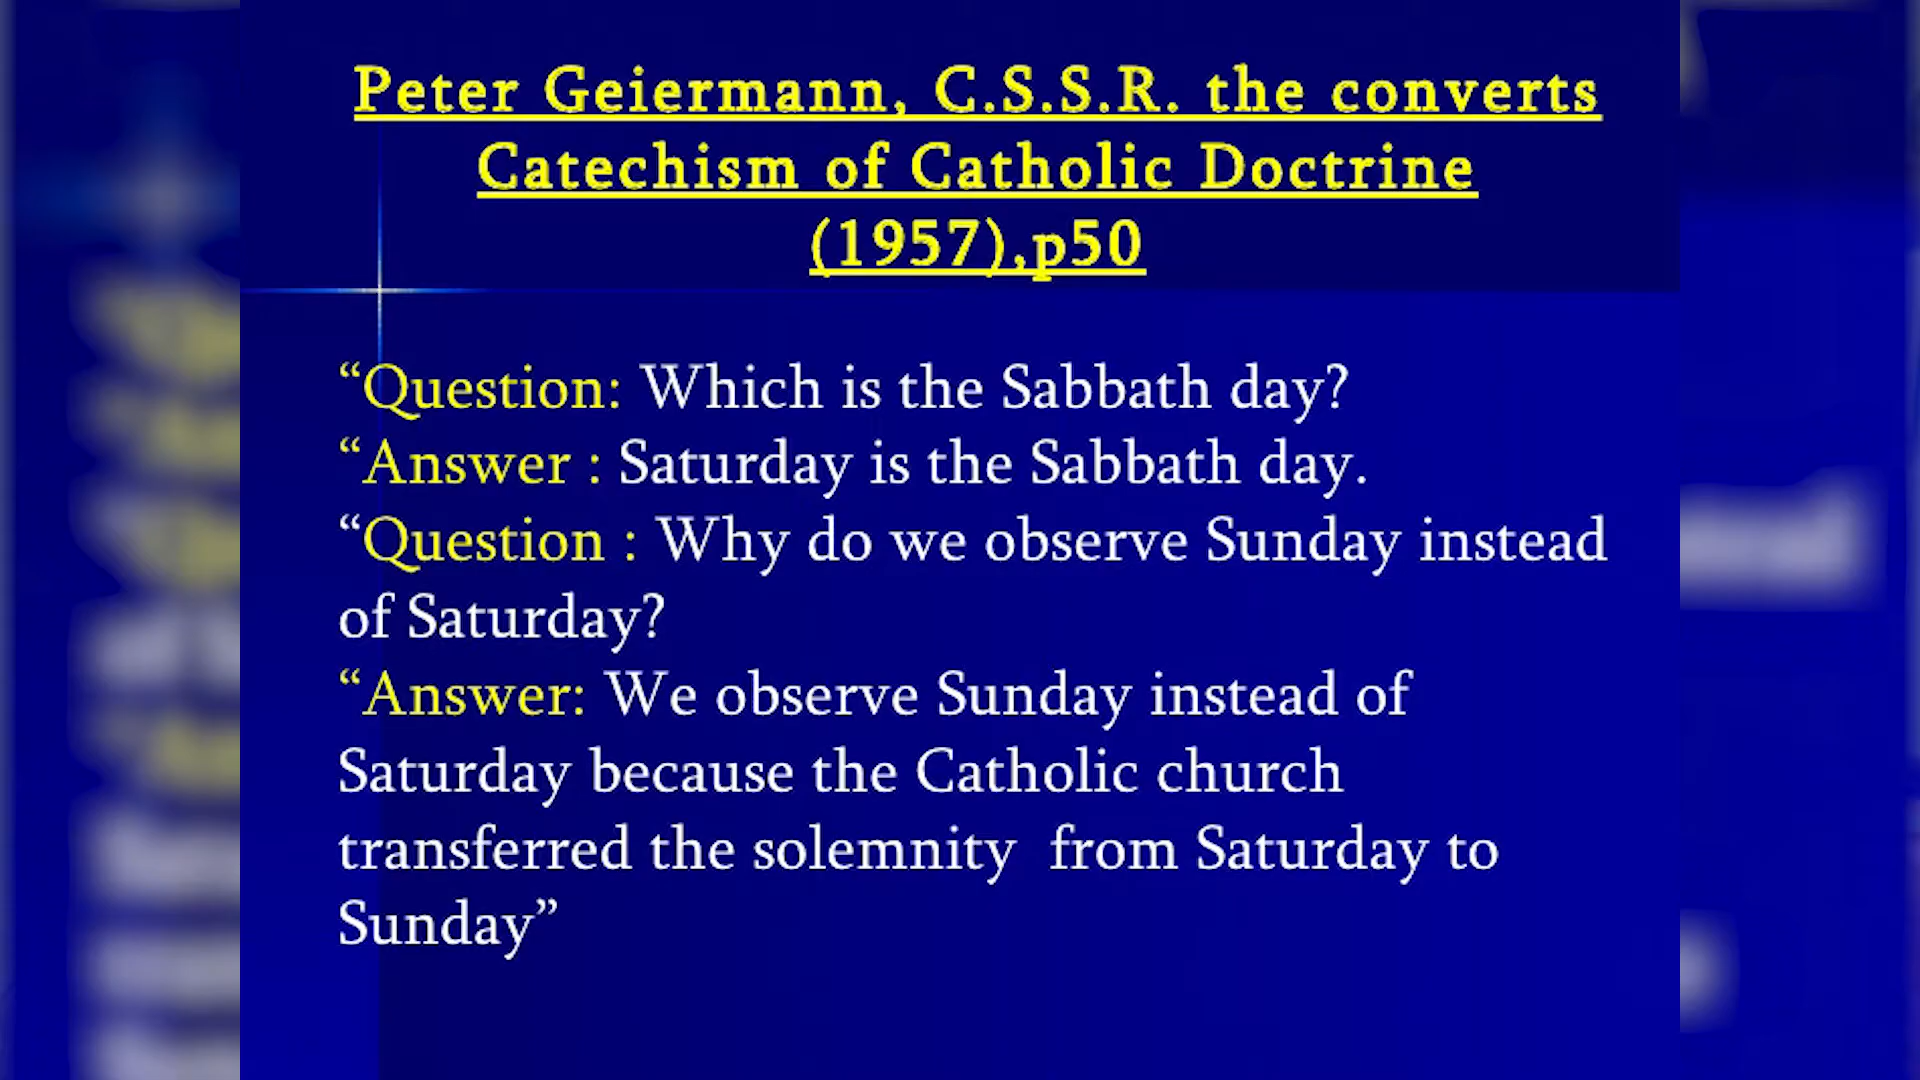 Peter Geiermann, C.S.S.R. the converts
Catechism of Catholic Doctrine
(1957),p50
“Question: Which is the Sabbath day?
“Answer : Saturday is the Sabbath day.
“Question : Why do we observe Sunday instead
of Saturday?
“Answer: We observe Sunday instead of
Saturday because the Catholic church
transferred the solemnity  from Saturday to
Sunday”